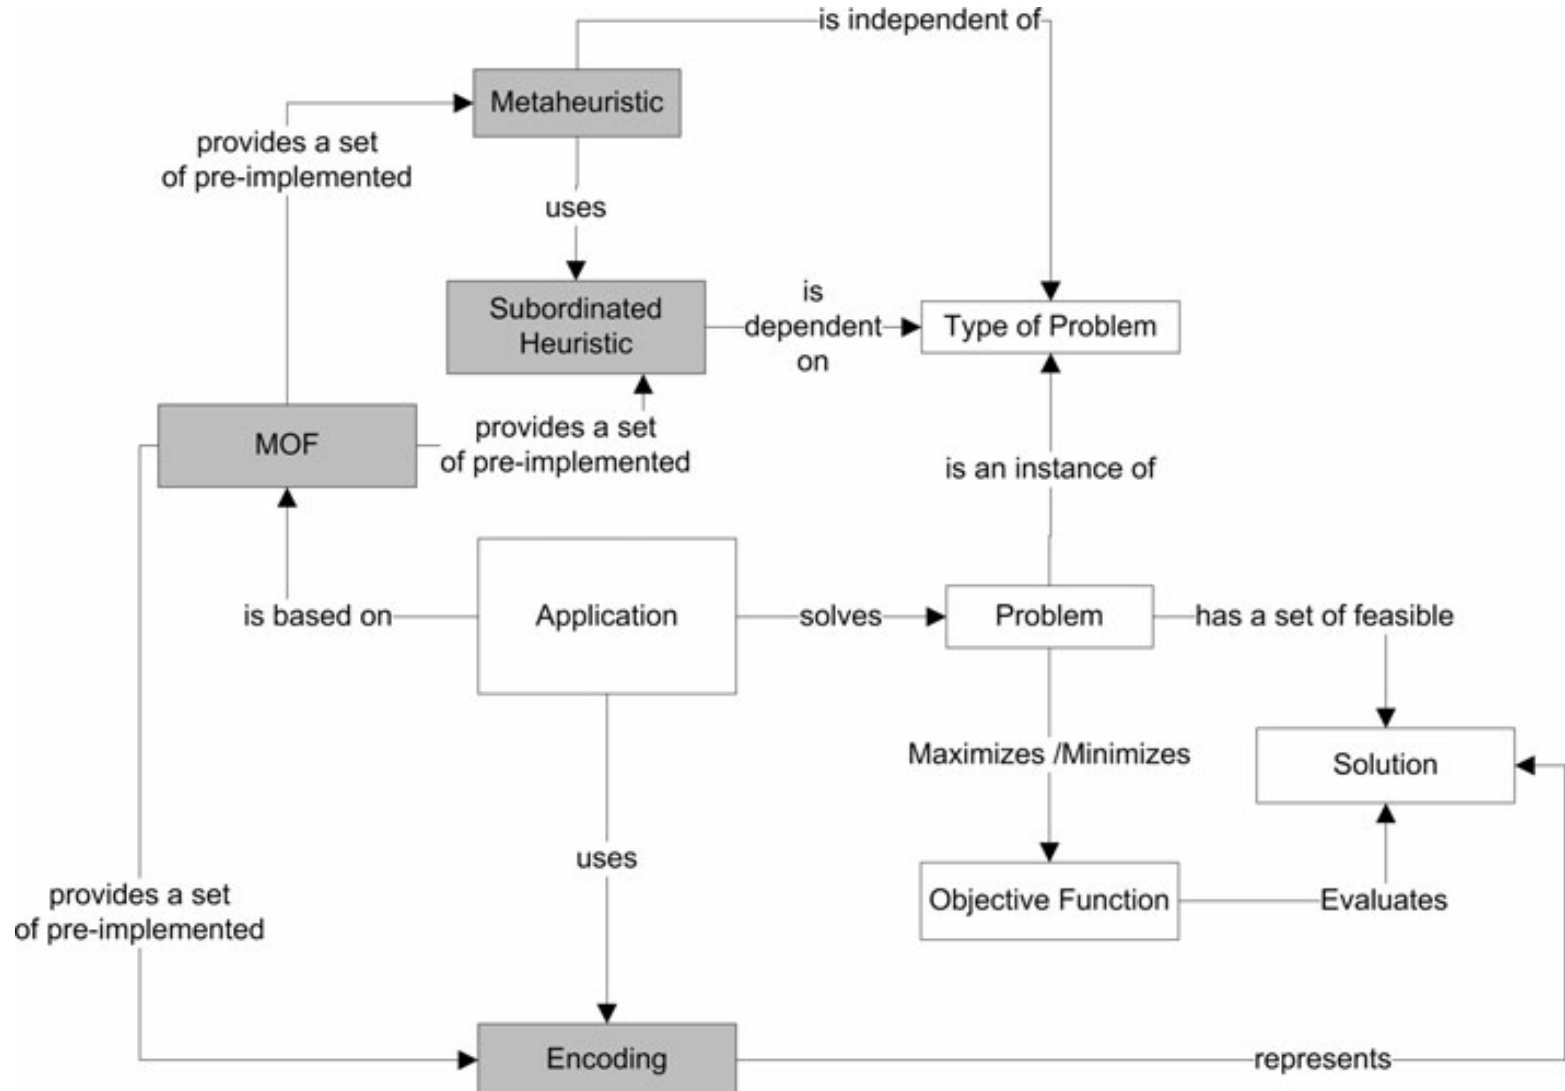 is independent of
Metaheuristic
provides a set
of pre-implemented
uses
Subordinated
Heuristic
is
dependent
on
Type of Problem
MOF
provides a set
of pre-implemented
is an instance of
is based on
Application
solves
Problem
has a set of feasible
Maximizes /Minimizes
Solution
uses
provides a set
of pre-implemented
Objective Function
Evaluates
Encoding
represents